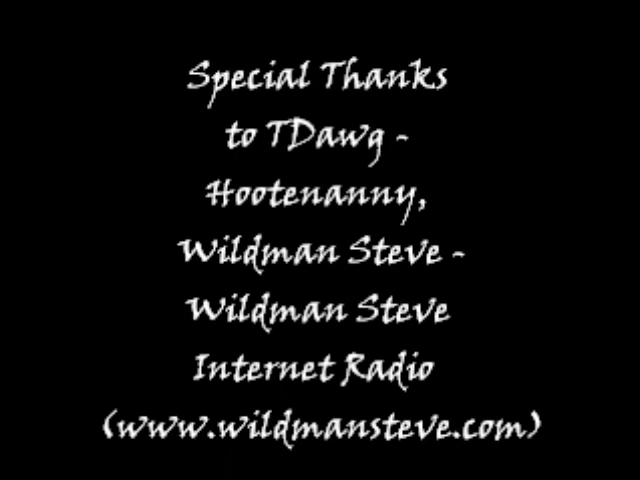 Special Thanks
to TDawg -
Hootenanny,
Wildman Steve -
Wildman Steve
Internet Radio
(www.wildmansteve.com)